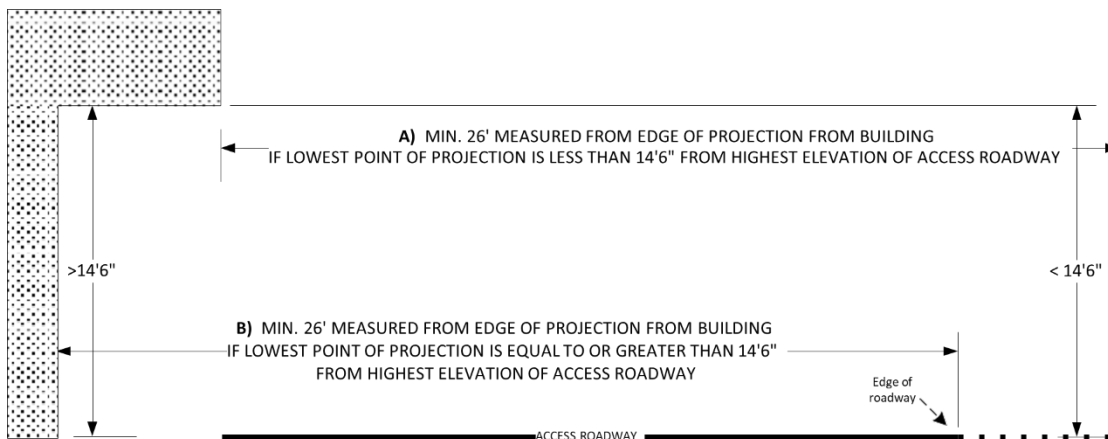 A) MIN. 26' MEASURED FROM EDGE OF PROJECTION FROM BUILDING
IF LOWEST POINT OF PROJECTION IS LESS THAN 14'6" FROM HIGHEST ELEVATION OF ACCESS ROADWAY
>14'6"
< 14'6"
B) MIN. 26' MEASURED FROM EDGE OF PROJECTION FROM BUILDING
IF LOWEST POINT OF PROJECTION IS EQUAL TO OR GREATER THAN 14'6"
FROM HIGHEST ELEVATION OF ACCESS ROADWAY
Edge of
roadway
ACCESS ROADWAY